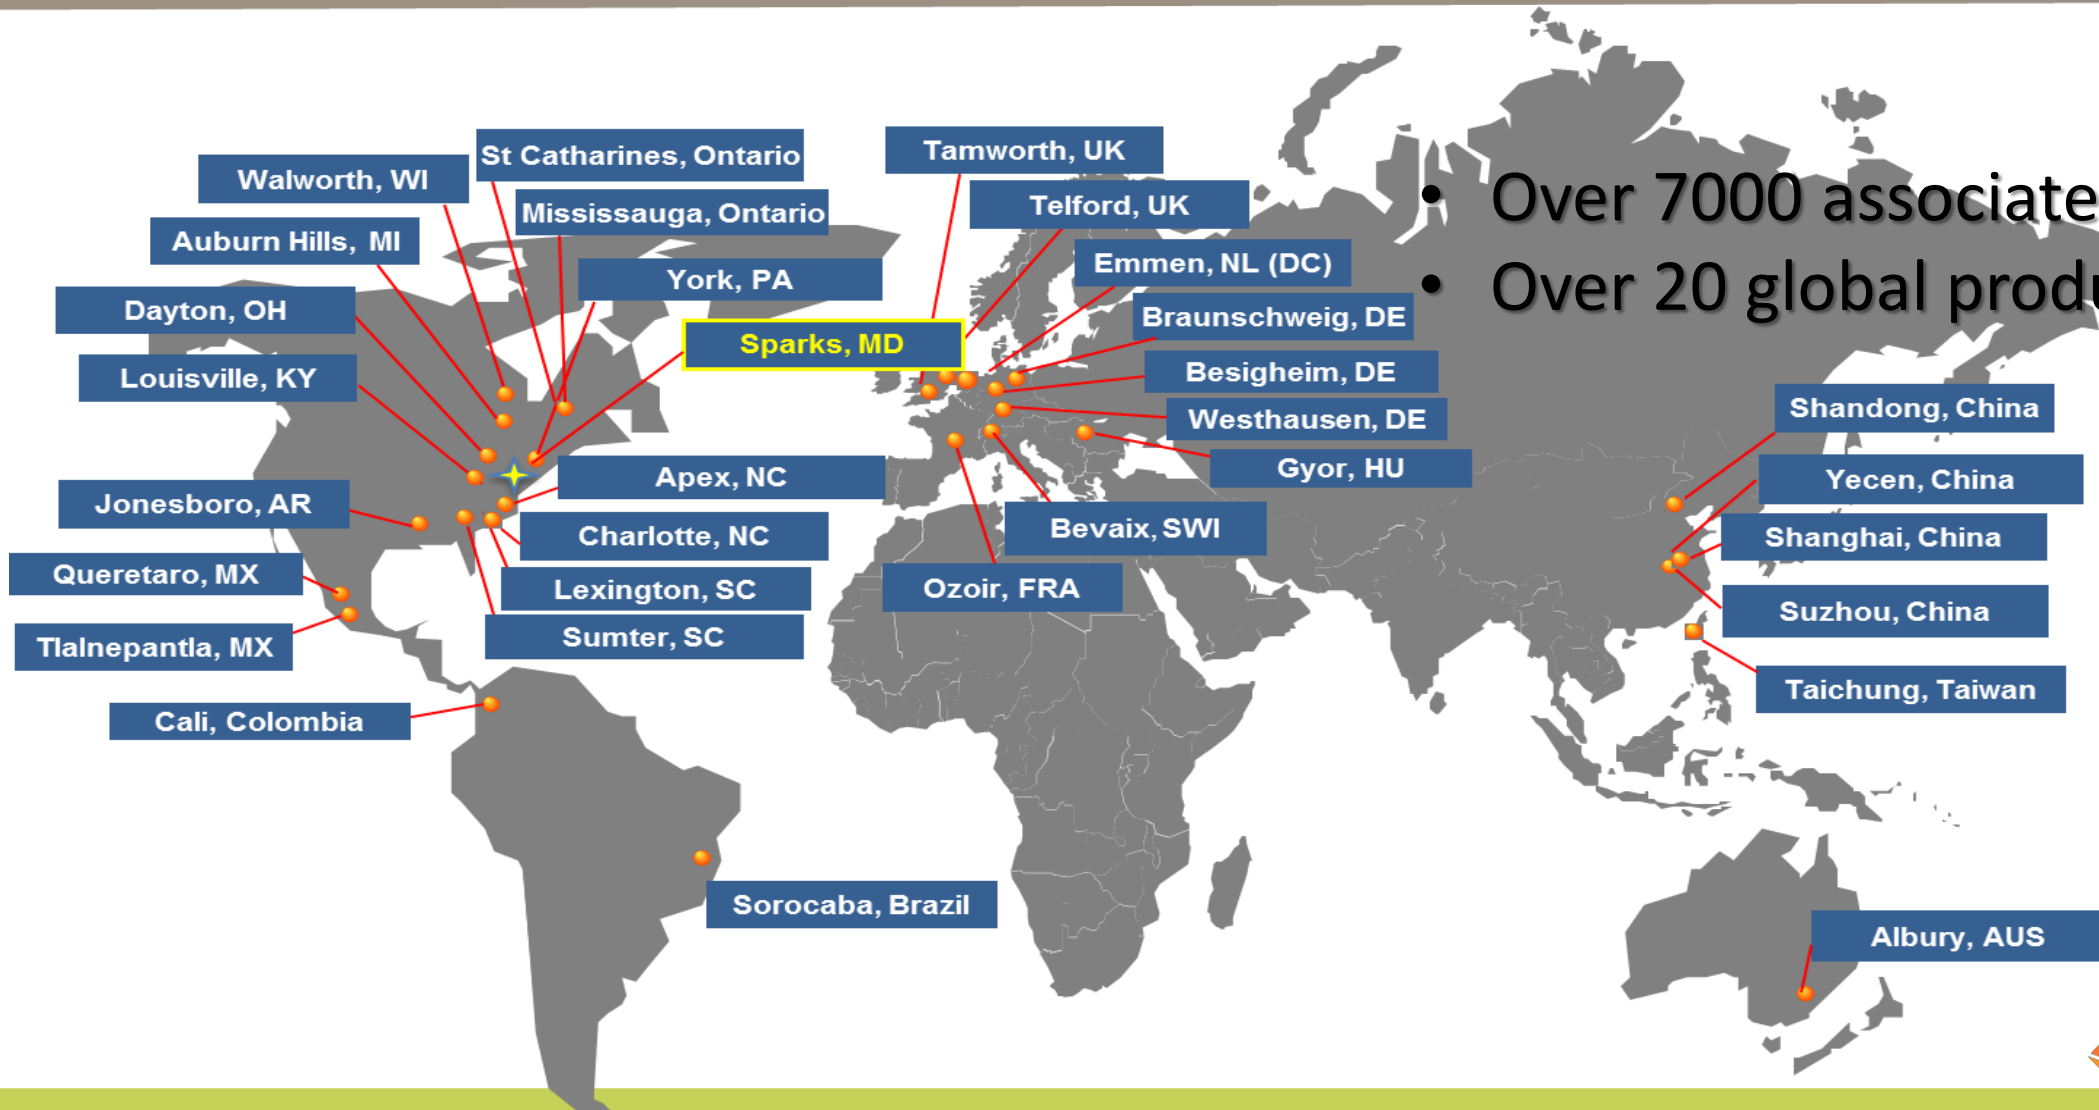 St Catharines, Ontario
Walworth, WI
Mississauga, Ontario
Auburn Hills, MI
York, PA
Dayton, OH
Sparks, MD
Louisville, KY
Jonesboro, AR
Apex, NC
Charlotte, NC
Queretaro, MX
Lexington, SC
Tlalnepantla, MX
Sumter, SC
Cali, Colombia
Sorocaba, Brazil
Tamworth, UK
Telford, UK
Emmen, NL (DC)
Braunschweig, DE
Besigheim, DE
Westhausen, DE
Gyor, HU
Bevaix, SWI
Ozoir, FRA
• Over 7000 associate
• Over 20 global produ
Shandong, China
Yecen, China
Shanghai, China
Suzhou, China
Taichung, Taiwan
Albury, AUS